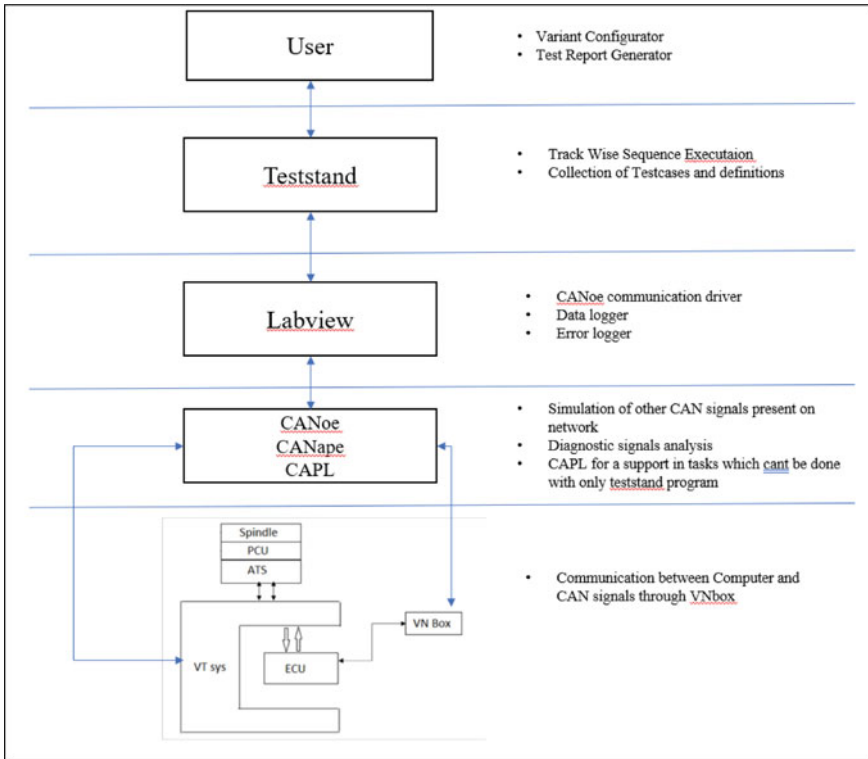 User
• Variant Configurator
• Test Report Generator
Teststand
• Track Wise Sequence Executaion
• Collection of Testcases and definitions
Labview
• CANoe communication driver
• Data logger
• Error logger
CANoe
CANape
CAPL
• Simulation of other CAN signals present on
network
• Diagnostic signals analysis
• CAPL for a support in tasks which cant be done
with only teststand program
Spindle
PCU
ATS
VT sys
ECU
VN Box
• Communication between Computer and
CAN signals through VNbox